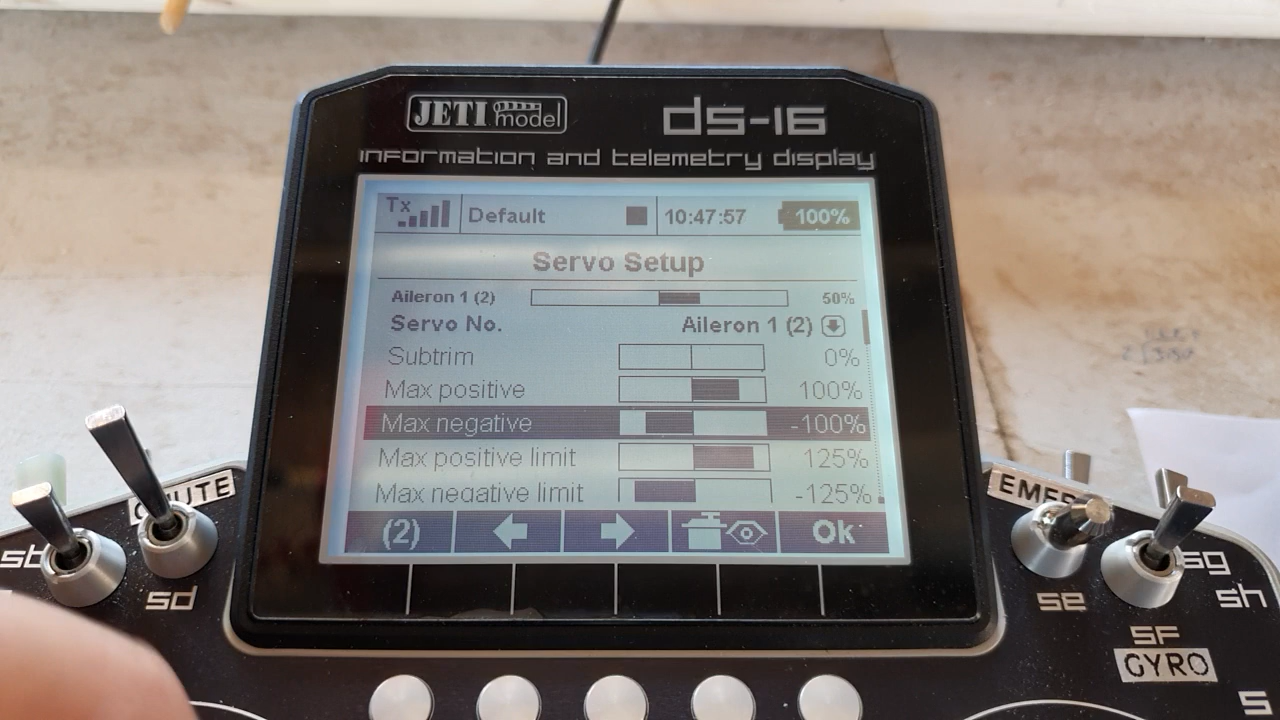 JETI model
ds-16
information and telemetry display
Tx Default 10:47:57 100%
Servo Setup
Aileron 1 (2) 50%
Servo No. Aileron 1 (2)
Subtrim 0%
Max positive 100%
Max negative -100%
Max positive limit 125%
Max negative limit -125%
(2) Ok
sd
se
sg
sh
SF
GYRO